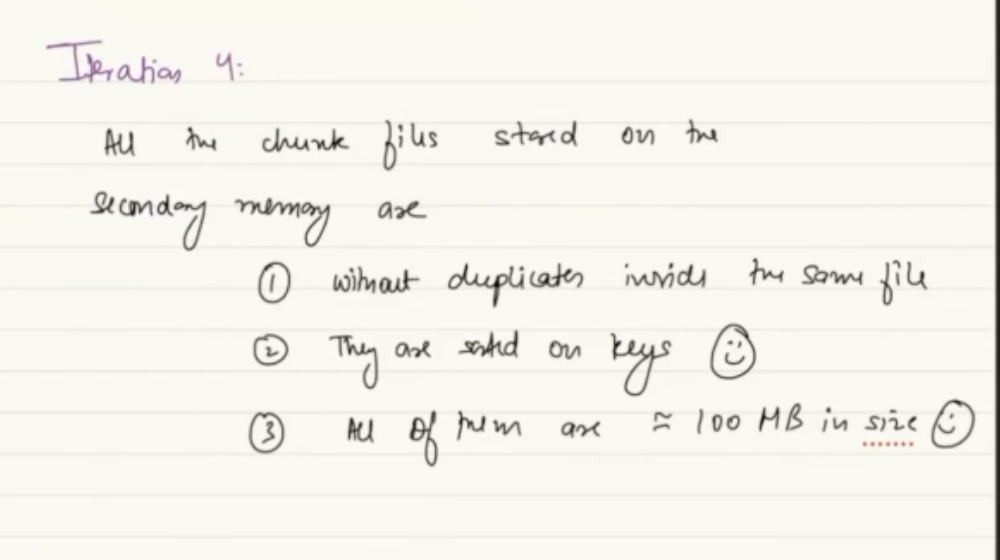 Iteration 4:
All the chunk files stored on the
secondary memory are
① without duplicates inside the same file
② They are sorted on keys
③ All Of them are ≈ 100 MB in size